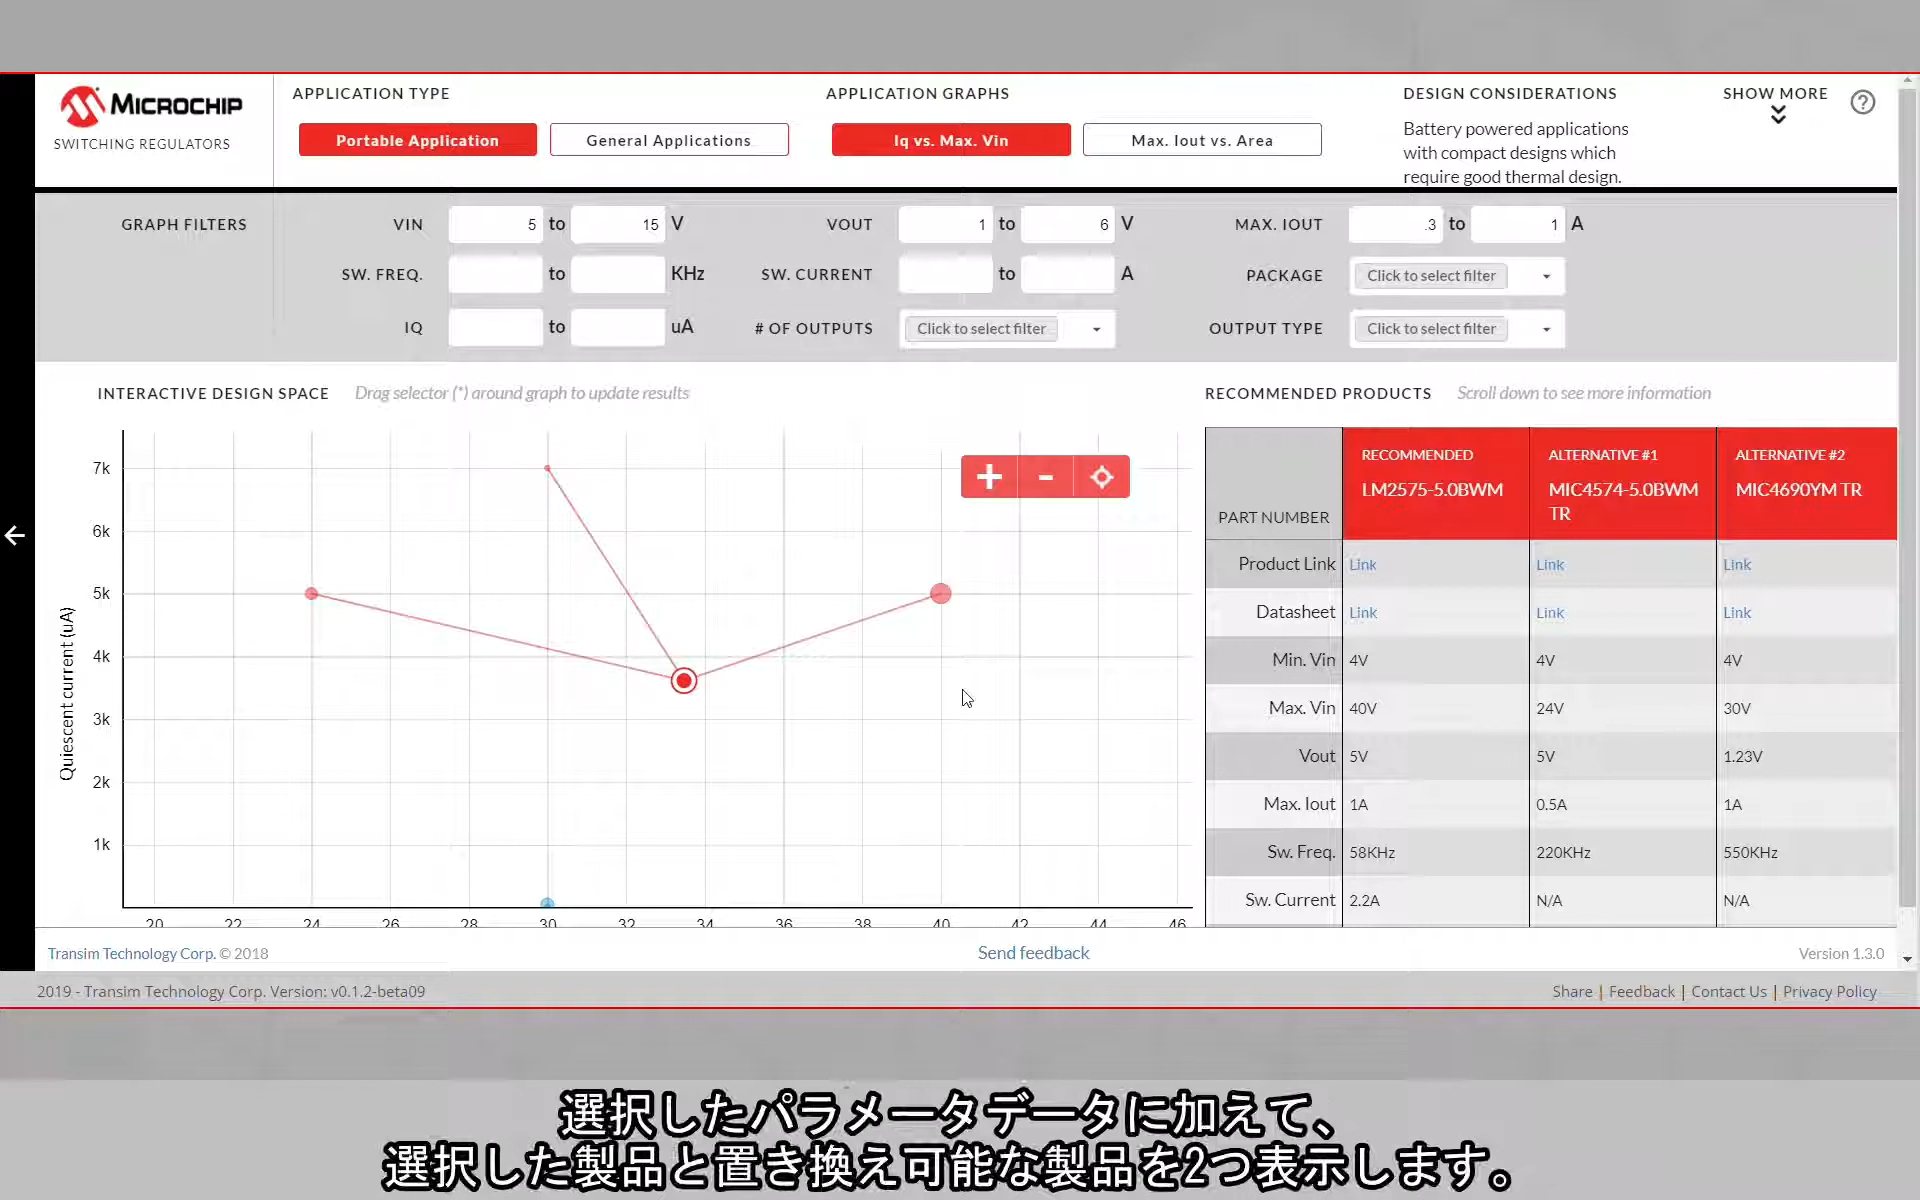 MICROCHIP
SWITCHING REGULATORS
APPLICATION TYPE
Portable Application
General Applications
APPLICATION GRAPHS
Iq vs. Max. Vin
Max. Iout vs. Area
DESIGN CONSIDERATIONS
Battery powered applications
with compact designs which
require good thermal design.
SHOW MORE
?
GRAPH FILTERS
VIN 5 to 15 V
VOUT 1 to 6 V
MAX. IOUT .3 to 1 A
SW. FREQ. to KHz
SW. CURRENT to A
PACKAGE Click to select filter
IQ to uA
# OF OUTPUTS Click to select filter
OUTPUT TYPE Click to select filter
INTERACTIVE DESIGN SPACE Drag selector (*) around graph to update results
7k
6k
5k
4k
3k
2k
1k
Quiescent current (uA)
20 22 24 26 28 30 32 34 36 38 40 42 44 46
RECOMMENDED PRODUCTS Scroll down to see more information
PART NUMBER
RECOMMENDED
LM2575-5.0BWM
ALTERNATIVE #1
MIC4574-5.0BWM
TR
ALTERNATIVE #2
MIC4690YM TR
Product Link Link Link Link
Datasheet Link Link Link
Min. Vin 4V 4V 4V
Max. Vin 40V 24V 30V
Vout 5V 5V 1.23V
Max. Iout 1A 0.5A 1A
Sw. Freq. 58KHz 220KHz 550KHz
Sw. Current 2.2A N/A N/A
Transim Technology Corp. © 2018
Send feedback
Version 1.3.0
2019 - Transim Technology Corp. Version: v0.1.2-beta09
Share | Feedback | Contact Us | Privacy Policy
選択したパラメータデータに加えて、
選択した製品と置き換え可能な製品を2つ表示します。